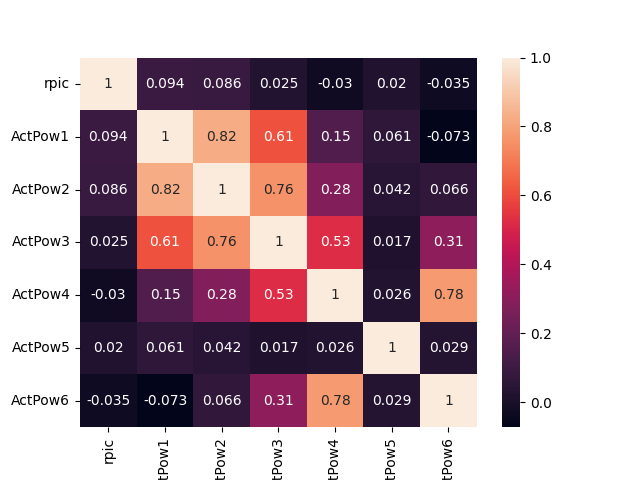 rpic 1 0.094 0.086 0.025 -0.03 0.02 -0.035
ActPow1 0.094 1 0.82 0.61 0.15 0.061 -0.073
ActPow2 0.086 0.82 1 0.76 0.28 0.042 0.066
ActPow3 0.025 0.61 0.76 1 0.53 0.017 0.31
ActPow4 -0.03 0.15 0.28 0.53 1 0.026 0.78
ActPow5 0.02 0.061 0.042 0.017 0.026 1 0.029
ActPow6 -0.035 -0.073 0.066 0.31 0.78 0.029 1
rpic
tPow1
tPow2
tPow3
tPow4
tPow5
tPow6
1.0
0.8
0.6
0.4
0.2
0.0